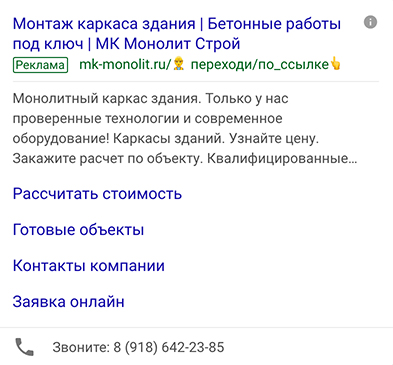 Монтаж каркаса здания | Бетонные работы
под ключ | МК Монолит Строй
Реклама mk-monolit.ru/👷 переходи/по_ссылке👆
Монолитный каркас здания. Только у нас
проверенные технологии и современное
оборудование! Каркасы зданий. Узнайте цену.
Закажите расчет по объекту. Квалифицированные…
Рассчитать стоимость
Готовые объекты
Контакты компании
Заявка онлайн
Звоните: 8 (918) 642-23-85